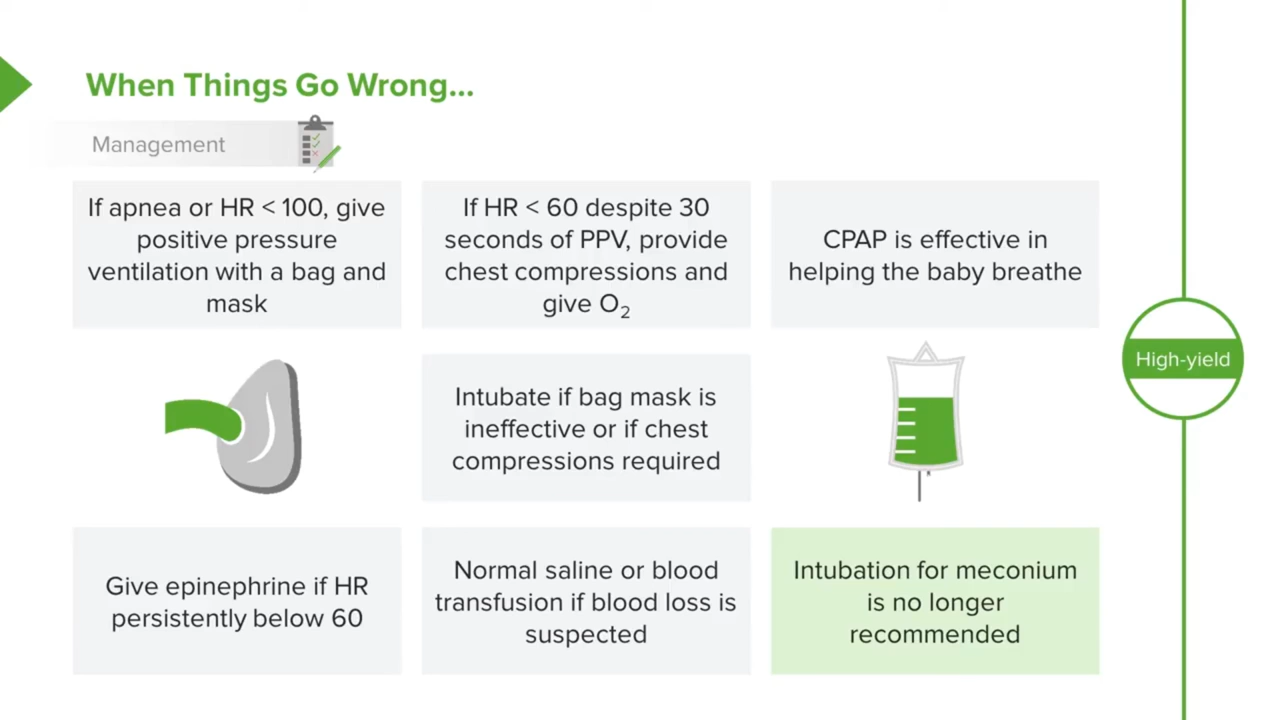 When Things Go Wrong...
Management
If apnea or HR < 100, give
positive pressure
ventilation with a bag and
mask
If HR < 60 despite 30
seconds of PPV, provide
chest compressions and
give O₂
CPAP is effective in
helping the baby breathe
High-yield
Intubate if bag mask is
ineffective or if chest
compressions required
Give epinephrine if HR
persistently below 60
Normal saline or blood
transfusion if blood loss is
suspected
Intubation for meconium
is no longer
recommended